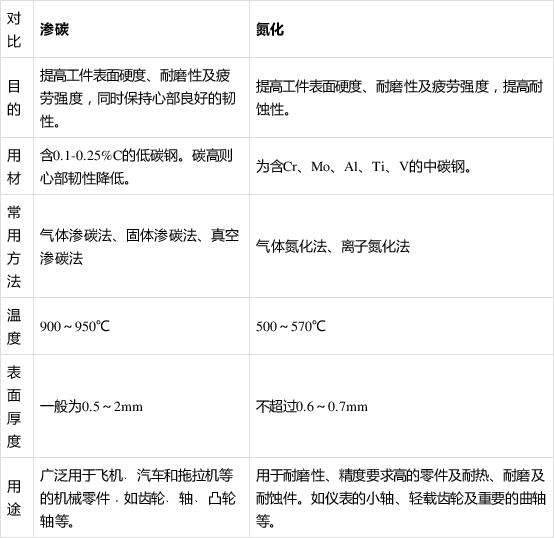 对比
渗碳
氮化
目的
提高工件表面硬度、耐磨性及疲
劳强度，同时保持心部良好的韧
性。
提高工件表面硬度、耐磨性及疲劳强度，提高耐
蚀性。
用材
含0.1-0.25%C的低碳钢。碳高则
心部韧性降低。
为含Cr、Mo、Al、Ti、V的中碳钢。
常用方法
气体渗碳法、固体渗碳法、真空
渗碳法
气体氮化法、离子氮化法
温度
900～950℃
500～570℃
表面厚度
一般为0.5～2mm
不超过0.6～0.7mm
用途
广泛用于飞机、汽车和拖拉机等
的机械零件，如齿轮、轴、凸轮
轴等。
用于耐磨性、精度要求高的零件及耐热、耐磨及
耐蚀件。如仪表的小轴、轻载齿轮及重要的曲轴
等。